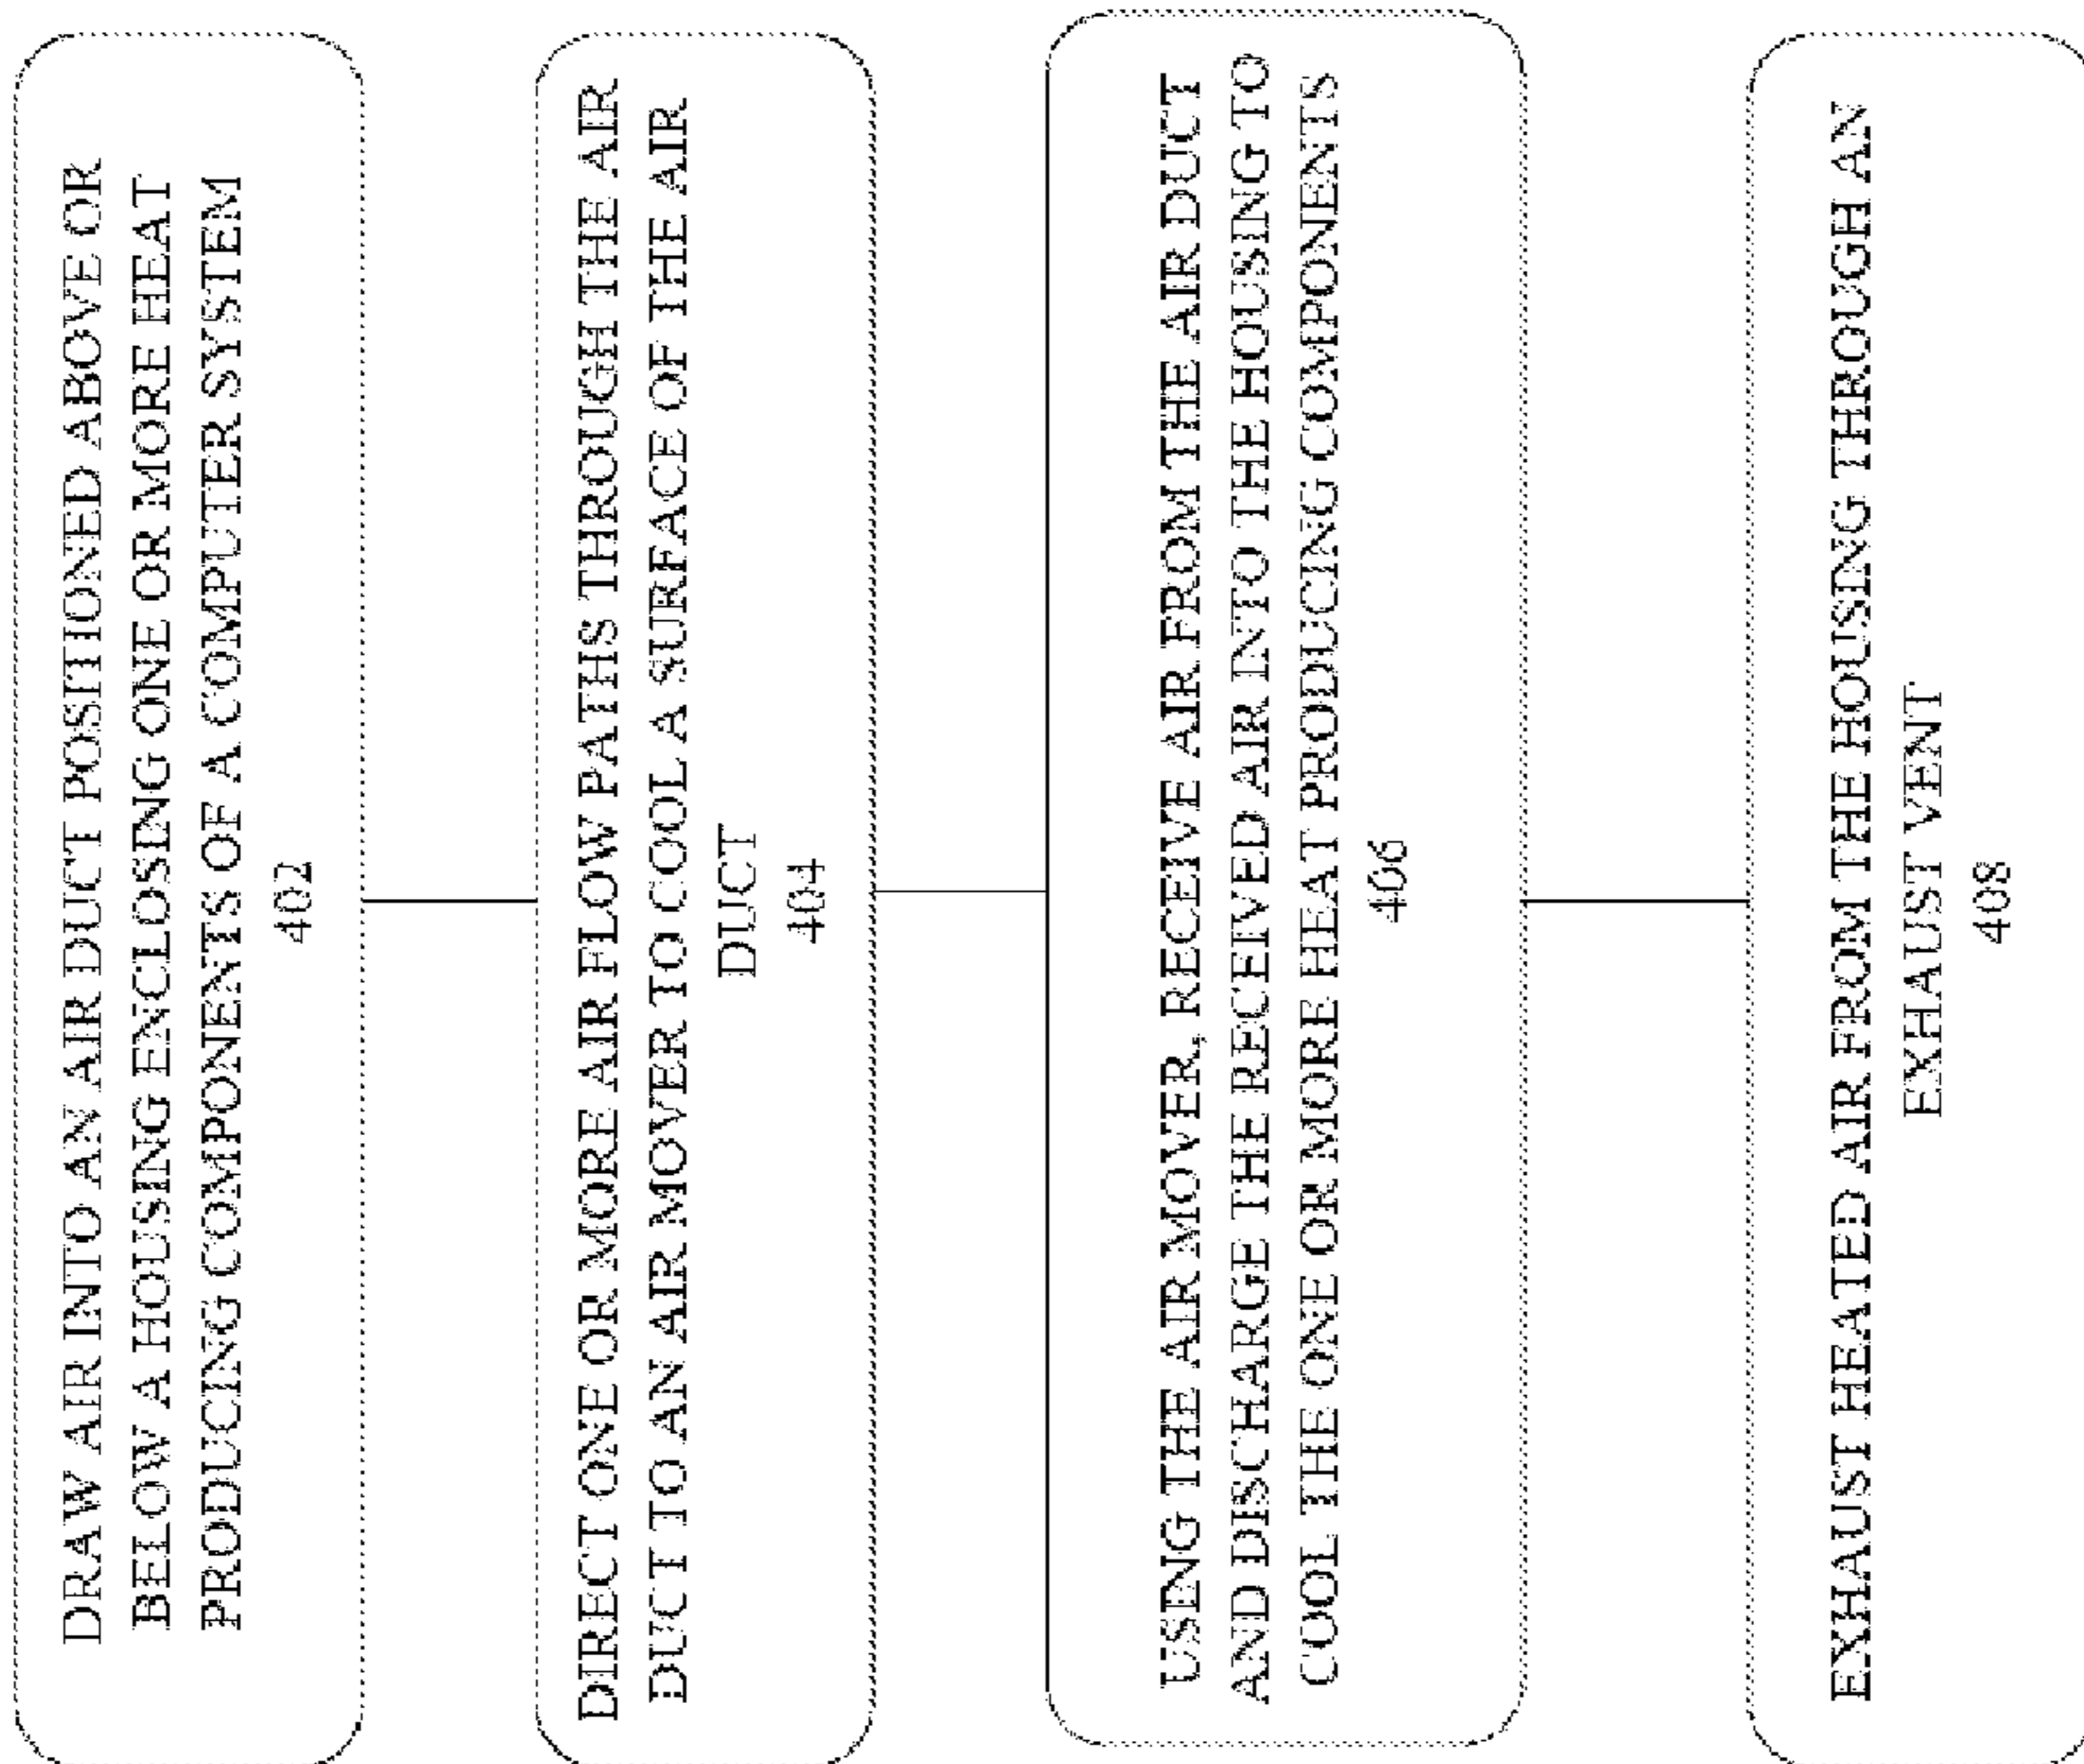 DRAW AIR INTO AN AIR DUCT POSITIONED ABOVE OR
BELOW A HOUSING ENCLOSING ONE OR MORE HEAT
PRODUCING COMPONENTS OF A COMPUTER SYSTEM
402
DIRECT ONE OR MORE AIR FLOW PATHS THROUGH THE AIR
DUCT TO AN AIR MOVER TO COOL A SURFACE OF THE AIR
DUCT
404
USING THE AIR MOVER, RECEIVE AIR FROM THE AIR DUCT
AND DISCHARGE THE RECEIVED AIR INTO THE HOUSING TO
COOL THE ONE OR MORE HEAT PRODUCING COMPONENTS
406
EXHAUST HEATED AIR FROM THE HOUSING THROUGH AN
EXHAUST VENT
408